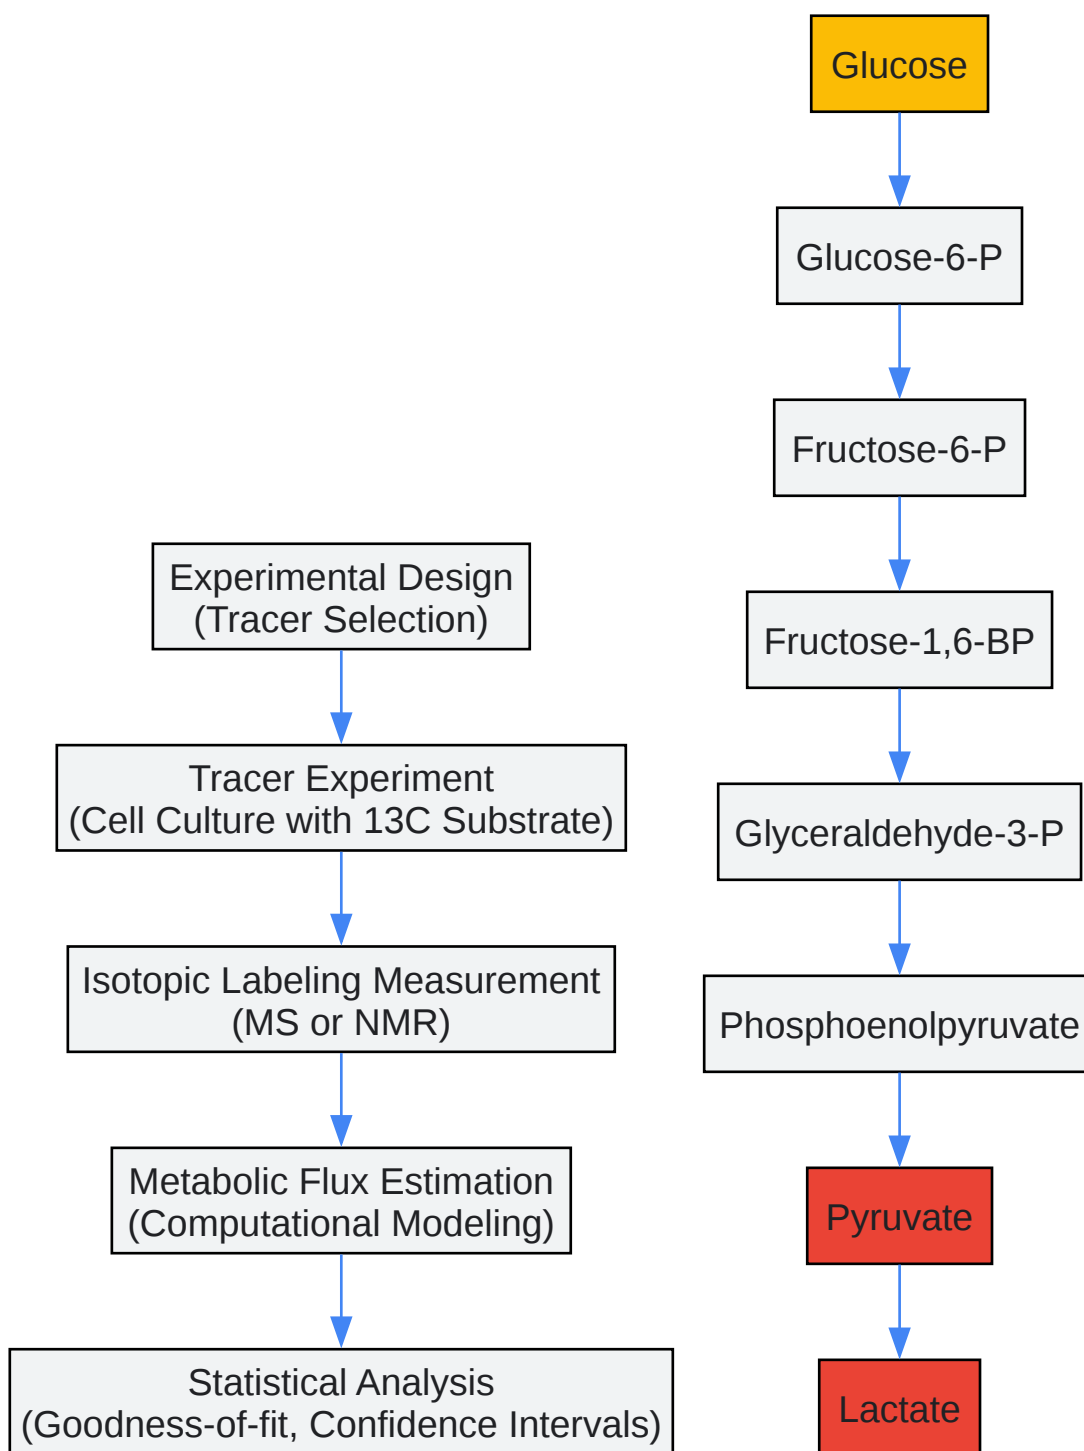 Experimental Design
(Tracer Selection)
Tracer Experiment
(Cell Culture with 13C Substrate)
Isotopic Labeling Measurement
(MS or NMR)
Metabolic Flux Estimation
(Computational Modeling)
Statistical Analysis
(Goodness-of-fit, Confidence Intervals)
Glucose
Glucose-6-P
Fructose-6-P
Fructose-1,6-BP
Glyceraldehyde-3-P
Phosphoenolpyruvate
Pyruvate
Lactate